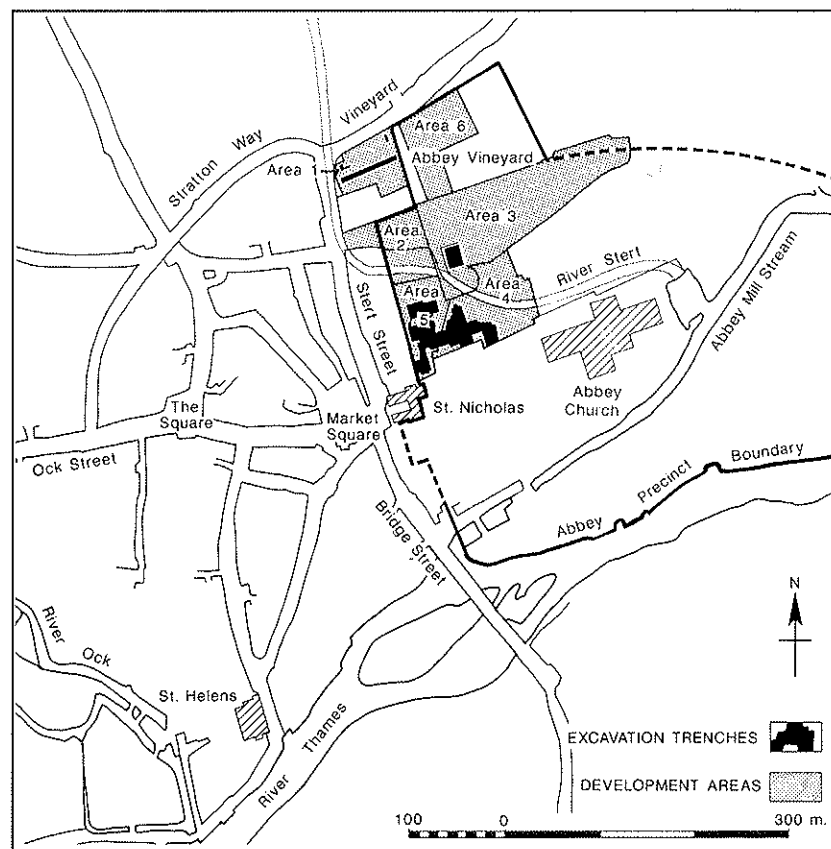 Vineyard
Stratton Way
Area 6
Area 1
Abbey Vineyard
Area 3
Area
2
Area
4
Area
5
River Stert
Abbey Mill Stream
Stert Street
Abbey
Church
St. Nicholas
The
Square
Market
Square
Ock Street
Bridge Street
Abbey Precinct Boundary
River Ock
St. Helens
River Thames
N
EXCAVATION TRENCHES
DEVELOPMENT AREAS
100 0 300 m.